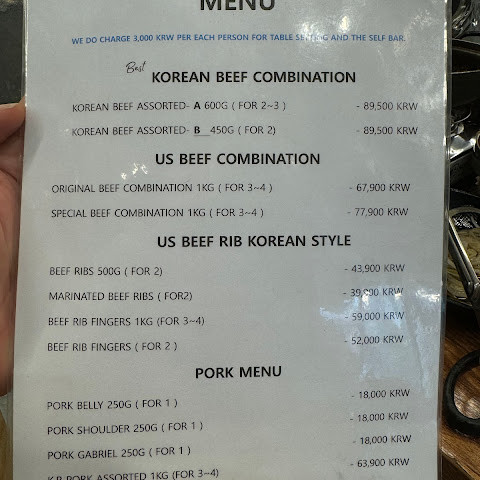 MENU
WE DO CHARGE 3,000 KRW PER EACH PERSON FOR TABLE SETTING AND THE SELF BAR.
Best KOREAN BEEF COMBINATION
KOREAN BEEF ASSORTED- A 600G ( FOR 2~3 ) - 89,500 KRW
KOREAN BEEF ASSORTED- B 450G ( FOR 2) - 89,500 KRW
US BEEF COMBINATION
ORIGINAL BEEF COMBINATION 1KG ( FOR 3~4 ) - 67,900 KRW
SPECIAL BEEF COMBINATION 1KG ( FOR 3~4 ) - 77,900 KRW
US BEEF RIB KOREAN STYLE
BEEF RIBS 500G ( FOR 2) - 43,900 KRW
MARINATED BEEF RIBS ( FOR2) - 39,900 KRW
BEEF RIB FINGERS 1KG (FOR 3~4) - 59,000 KRW
BEEF RIB FINGERS ( FOR 2 ) - 52,000 KRW
PORK MENU
PORK BELLY 250G ( FOR 1 ) - 18,000 KRW
PORK SHOULDER 250G ( FOR 1 ) - 18,000 KRW
PORK GABRIEL 250G ( FOR 1 ) - 18,000 KRW
K.B PORK ASSORTED 1KG (FOR 3~4) - 63,900 KRW